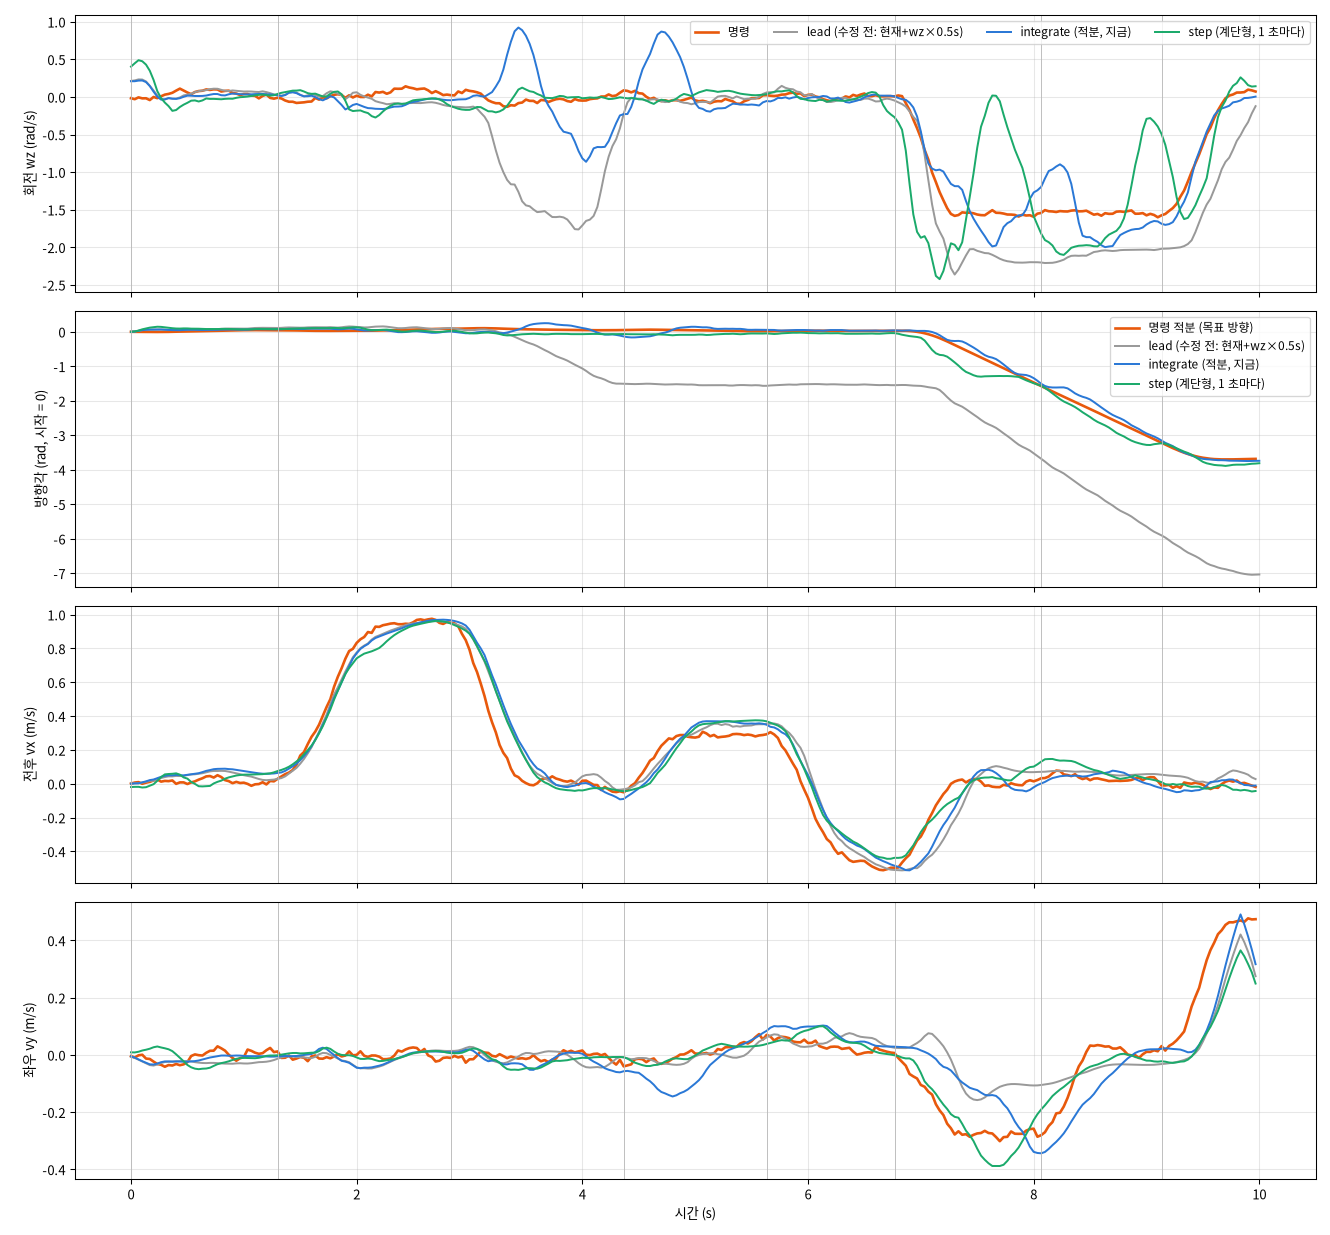 명령
lead (수정 전: 현재+wz×0.5s)
integrate (적분, 지금)
step (계단형, 1 초마다)
회전 wz (rad/s)
1.0
0.5
0.0
-0.5
-1.0
-1.5
-2.0
-2.5
명령 적분 (목표 방향)
lead (수정 전: 현재+wz×0.5s)
integrate (적분, 지금)
step (계단형, 1 초마다)
방향각 (rad, 시작 = 0)
0
-1
-2
-3
-4
-5
-6
-7
전후 vx (m/s)
1.0
0.8
0.6
0.4
0.2
0.0
-0.2
-0.4
좌우 vy (m/s)
0.4
0.2
0.0
-0.2
-0.4
0 2 4 6 8 10
시간 (s)